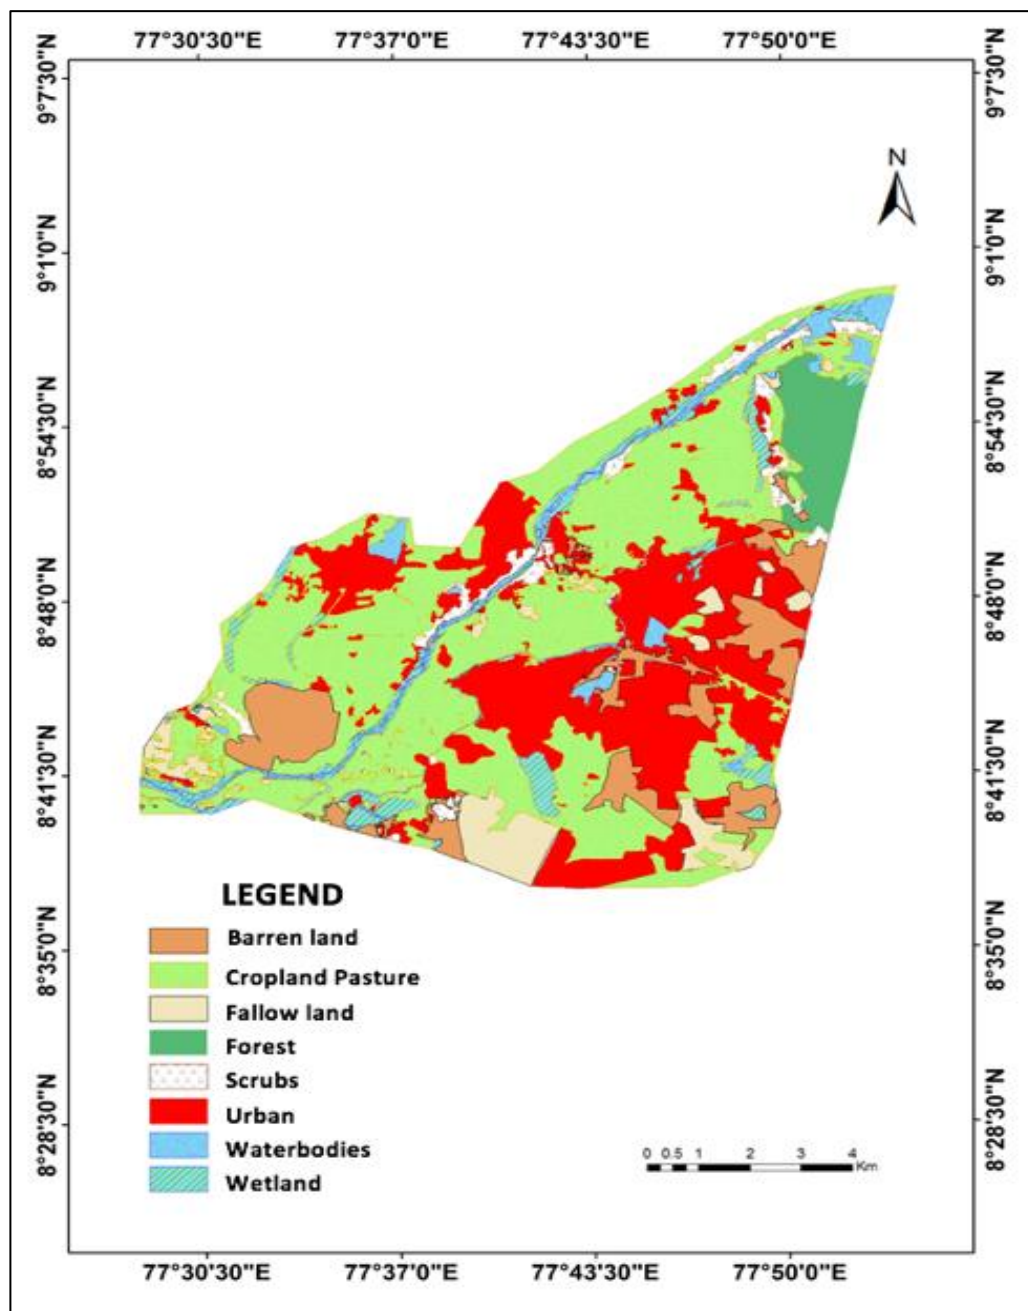 77°30'30"E 77°37'0"E 77°43'30"E 77°50'0"E
9°7'30"N 9°7'30"N
N
9°1'0"N 9°1'0"N
8°54'30"N 8°54'30"N
8°48'0"N 8°48'0"N
8°41'30"N 8°41'30"N
LEGEND
Barren land
8°35'0"N 8°35'0"N
Cropland Pasture
Fallow land
Forest
Scrubs
Urban
8°28'30"N 8°28'30"N
Waterbodies
Wetland
0 0.5 1 2 3 4
Km
77°30'30"E 77°37'0"E 77°43'30"E 77°50'0"E